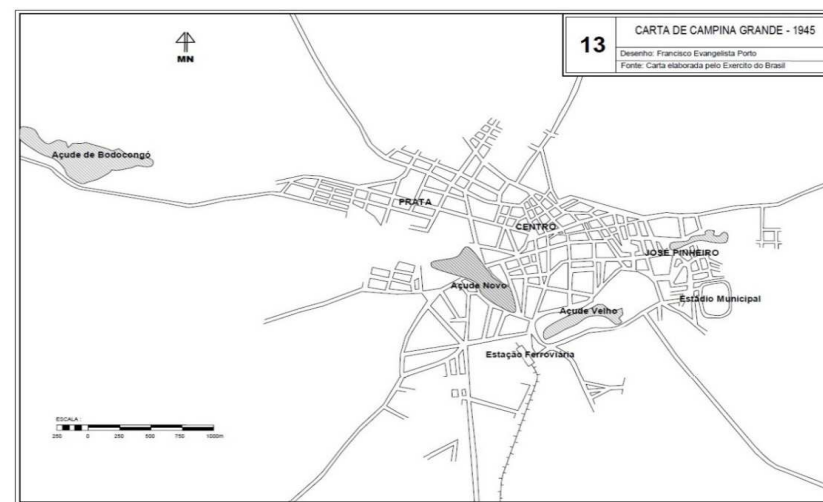 13
CARTA DE CAMPINA GRANDE - 1945
Desenho: Francisco Evangelista Porto
Fonte: Carta elaborada pelo Exercito do Brasil
MN
Açude de Bodocongó
PRATA
CENTRO
JOSÉ PINHEIRO
Açude Novo
Estádio Municipal
Açude Velho
Estação Ferroviária
ESCALA :
250 0 250 500 750 1000m